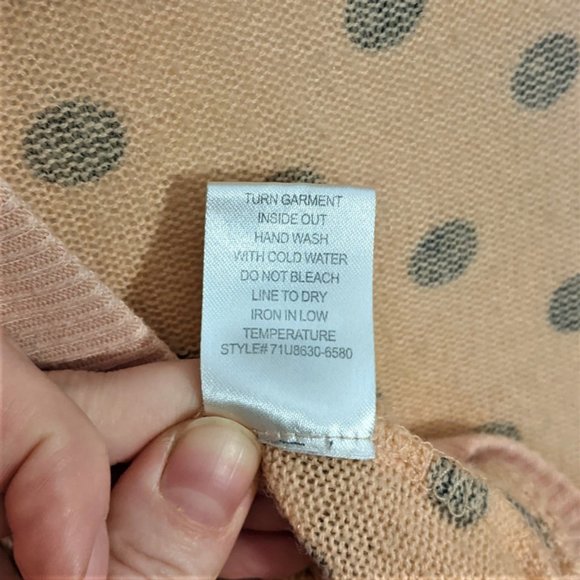 TURN GARMENT
INSIDE OUT
HAND WASH
WITH COLD WATER
DO NOT BLEACH
LINE TO DRY
IRON IN LOW
TEMPERATURE
STYLE# 71U8630-6580